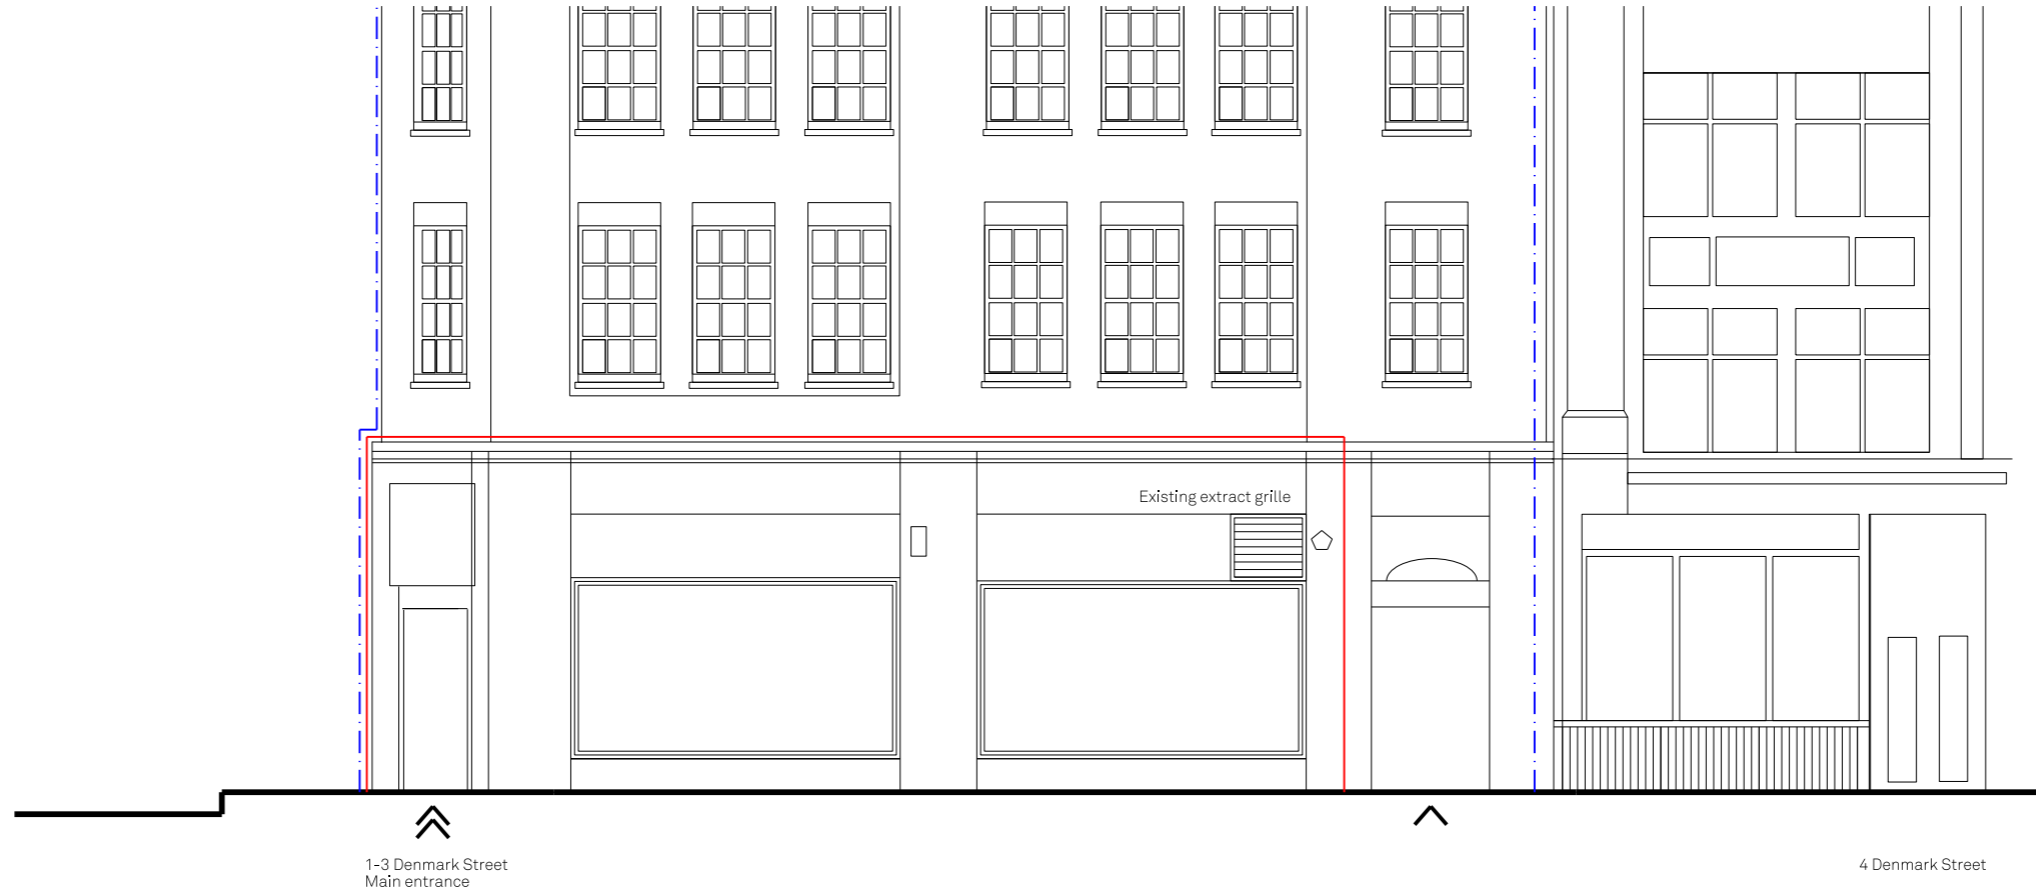 Existing extract grille
1-3 Denmark Street
Main entrance
4 Denmark Street